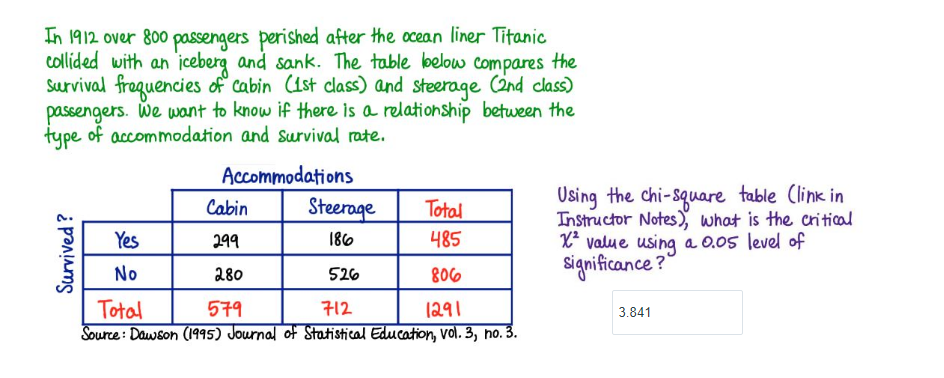 In 1912 over 800 passengers perished after the ocean liner Titanic
collided with an iceberg and sank. The table below compares the
survival frequencies of cabin (1st class) and steerage (2nd class)
passengers. We want to know if there is a relationship between the
type of accommodation and survival rate.
Accommodations
Cabin Steerage Total
Survived?
Yes 299 186 485
No 280 526 806
Total 579 712 1291
Source: Dawson (1995) Journal of Statistical Education, vol. 3, no. 3.
Using the chi-square table (link in
Instructor Notes), what is the critical
χ² value using a 0.05 level of
significance?
3.841